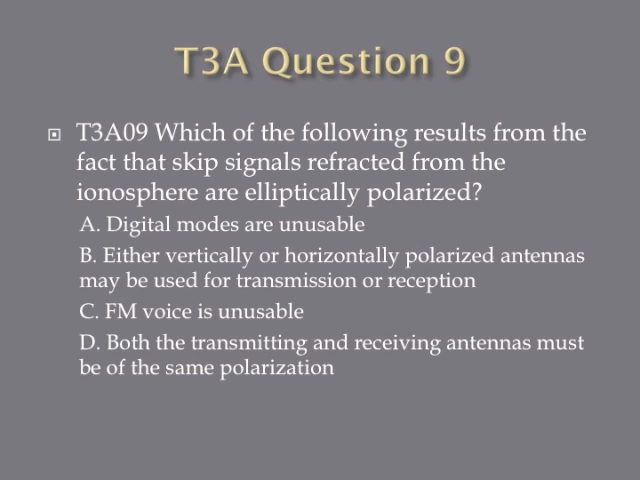 T3A Question 9
T3A09 Which of the following results from the
fact that skip signals refracted from the
ionosphere are elliptically polarized?
A. Digital modes are unusable
B. Either vertically or horizontally polarized antennas
may be used for transmission or reception
C. FM voice is unusable
D. Both the transmitting and receiving antennas must
be of the same polarization